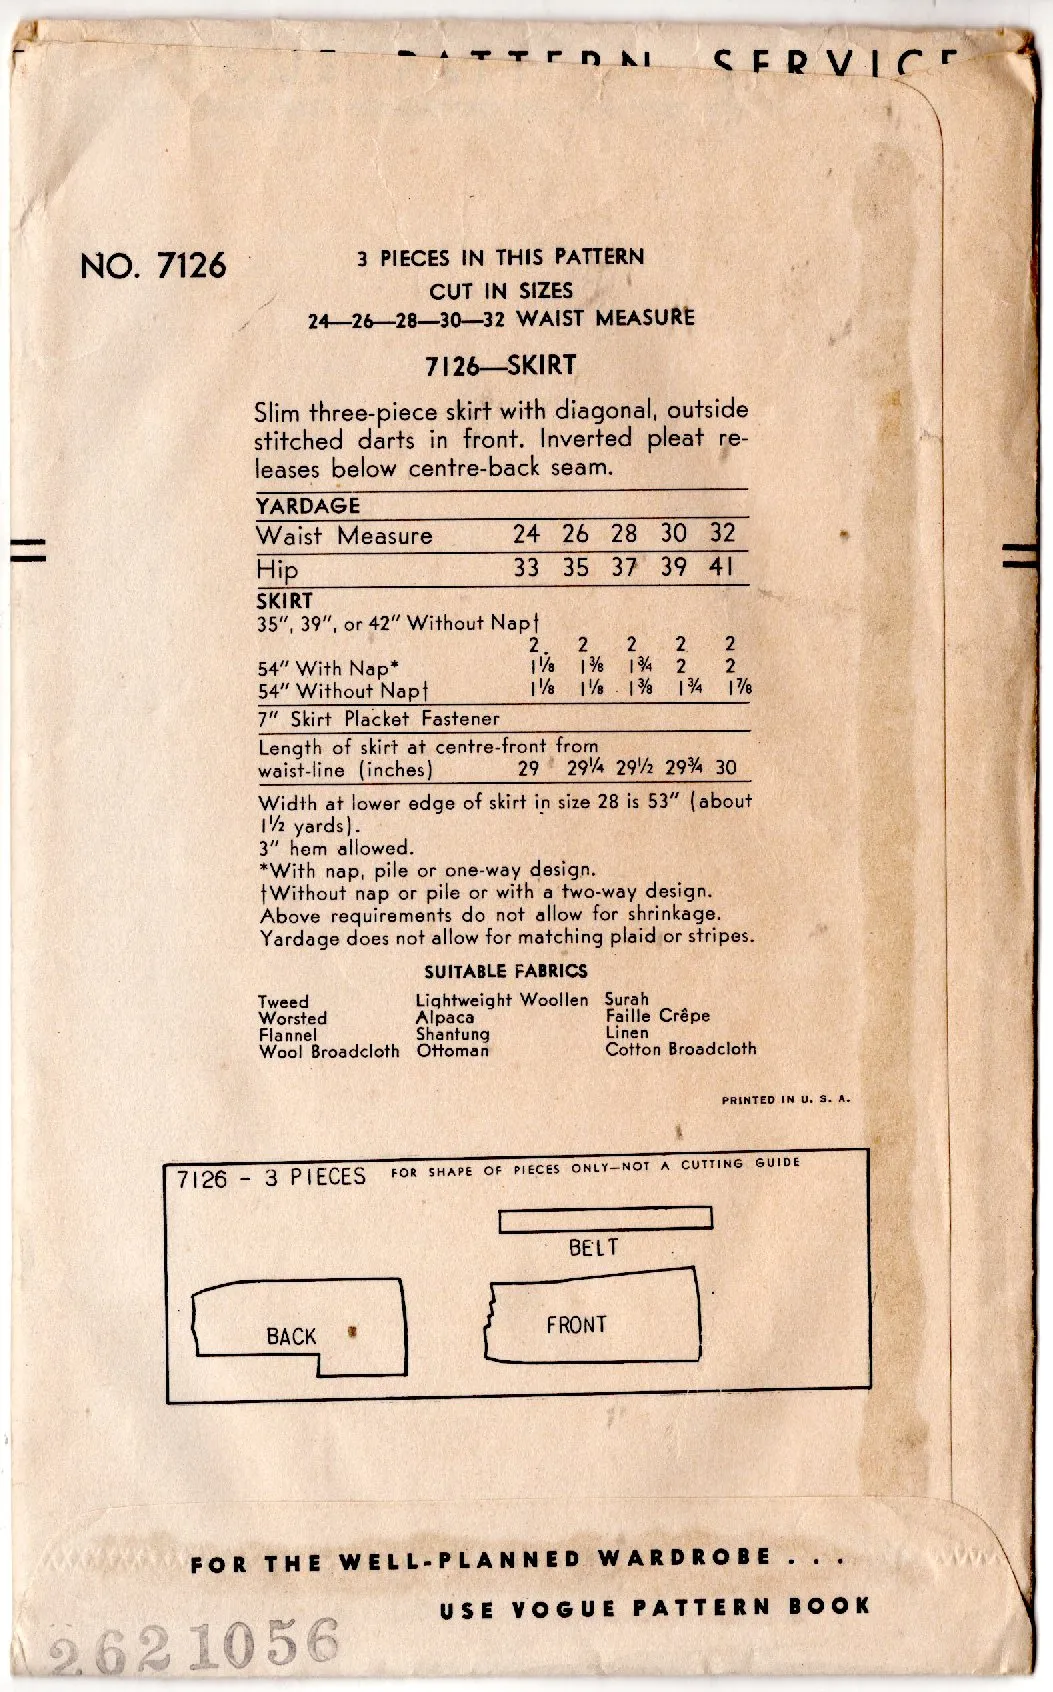 PATTERN SERVICE
NO. 7126
3 PIECES IN THIS PATTERN
CUT IN SIZES
24—26—28—30—32 WAIST MEASURE
7126—SKIRT
Slim three-piece skirt with diagonal, outside
stitched darts in front. Inverted pleat re-
leases below centre-back seam.
YARDAGE
Waist Measure 24 26 28 30 32
Hip 33 35 37 39 41
SKIRT
35", 39", or 42" Without Nap†
2 2 2 2 2
54" With Nap* 1⅛ 1⅜ 1¾ 2 2
54" Without Nap† 1⅛ 1⅛ 1⅜ 1¾ 1⅞
7" Skirt Placket Fastener
Length of skirt at centre-front from
waist-line (inches) 29 29¼ 29½ 29¾ 30
Width at lower edge of skirt in size 28 is 53" (about
1½ yards).
3" hem allowed.
*With nap, pile or one-way design.
†Without nap or pile or with a two-way design.
Above requirements do not allow for shrinkage.
Yardage does not allow for matching plaid or stripes.
SUITABLE FABRICS
Tweed Lightweight Woollen Surah
Worsted Alpaca Faille Crêpe
Flannel Shantung Linen
Wool Broadcloth Ottoman Cotton Broadcloth
PRINTED IN U. S. A.
7126 - 3 PIECES FOR SHAPE OF PIECES ONLY—NOT A CUTTING GUIDE
BELT
BACK
FRONT
FOR THE WELL-PLANNED WARDROBE . . .
USE VOGUE PATTERN BOOK
2621056